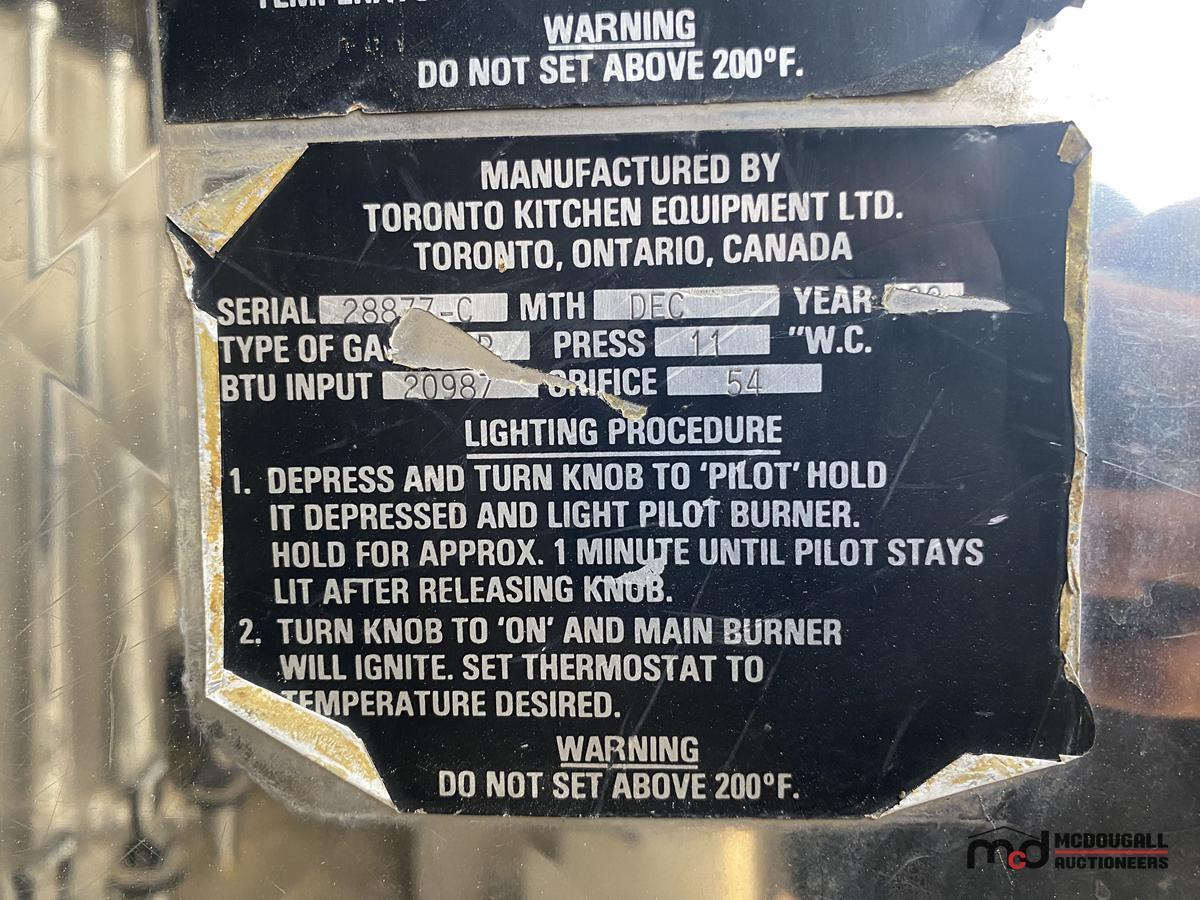 WARNING
DO NOT SET ABOVE 200°F.
MANUFACTURED BY
TORONTO KITCHEN EQUIPMENT LTD.
TORONTO, ONTARIO, CANADA
SERIAL 28877-C MTH DEC YEAR
TYPE OF PRESS 11 "W.C.
BTU INPUT 20987 ORIFICE 54
LIGHTING PROCEDURE
1. DEPRESS AND TURN KNOB TO 'PILOT' HOLD
IT DEPRESSED AND LIGHT PILOT BURNER.
HOLD FOR APPROX. 1 MINUTE UNTIL PILOT STAYS
LIT AFTER RELEASING KNOB.
2. TURN KNOB TO 'ON' AND MAIN BURNER
WILL IGNITE. SET THERMOSTAT TO
TEMPERATURE DESIRED.
WARNING
DO NOT SET ABOVE 200°F.
mcd MCDOUGALL
AUCTIONEERS